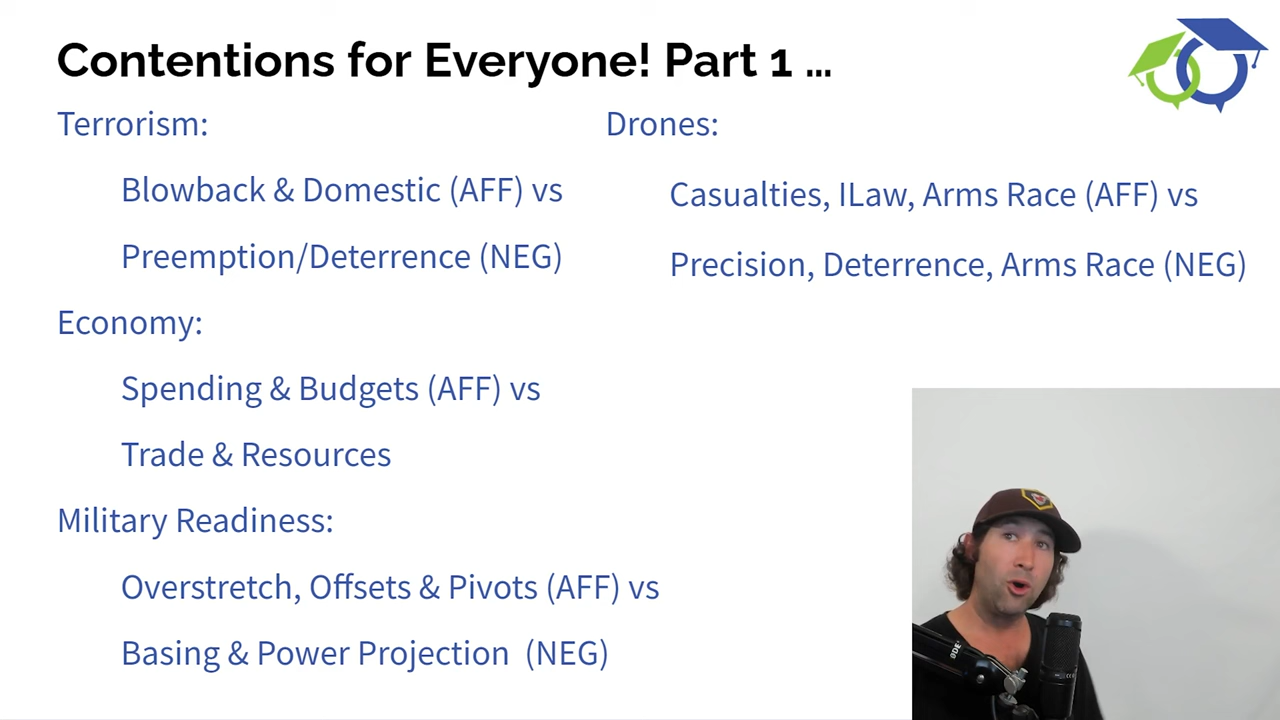 Contentions for Everyone! Part 1 ...
Terrorism:
Blowback & Domestic (AFF) vs
Preemption/Deterrence (NEG)
Economy:
Spending & Budgets (AFF) vs
Trade & Resources
Military Readiness:
Overstretch, Offsets & Pivots (AFF) vs
Basing & Power Projection  (NEG)
Drones:
Casualties, ILaw, Arms Race (AFF) vs
Precision, Deterrence, Arms Race (NEG)